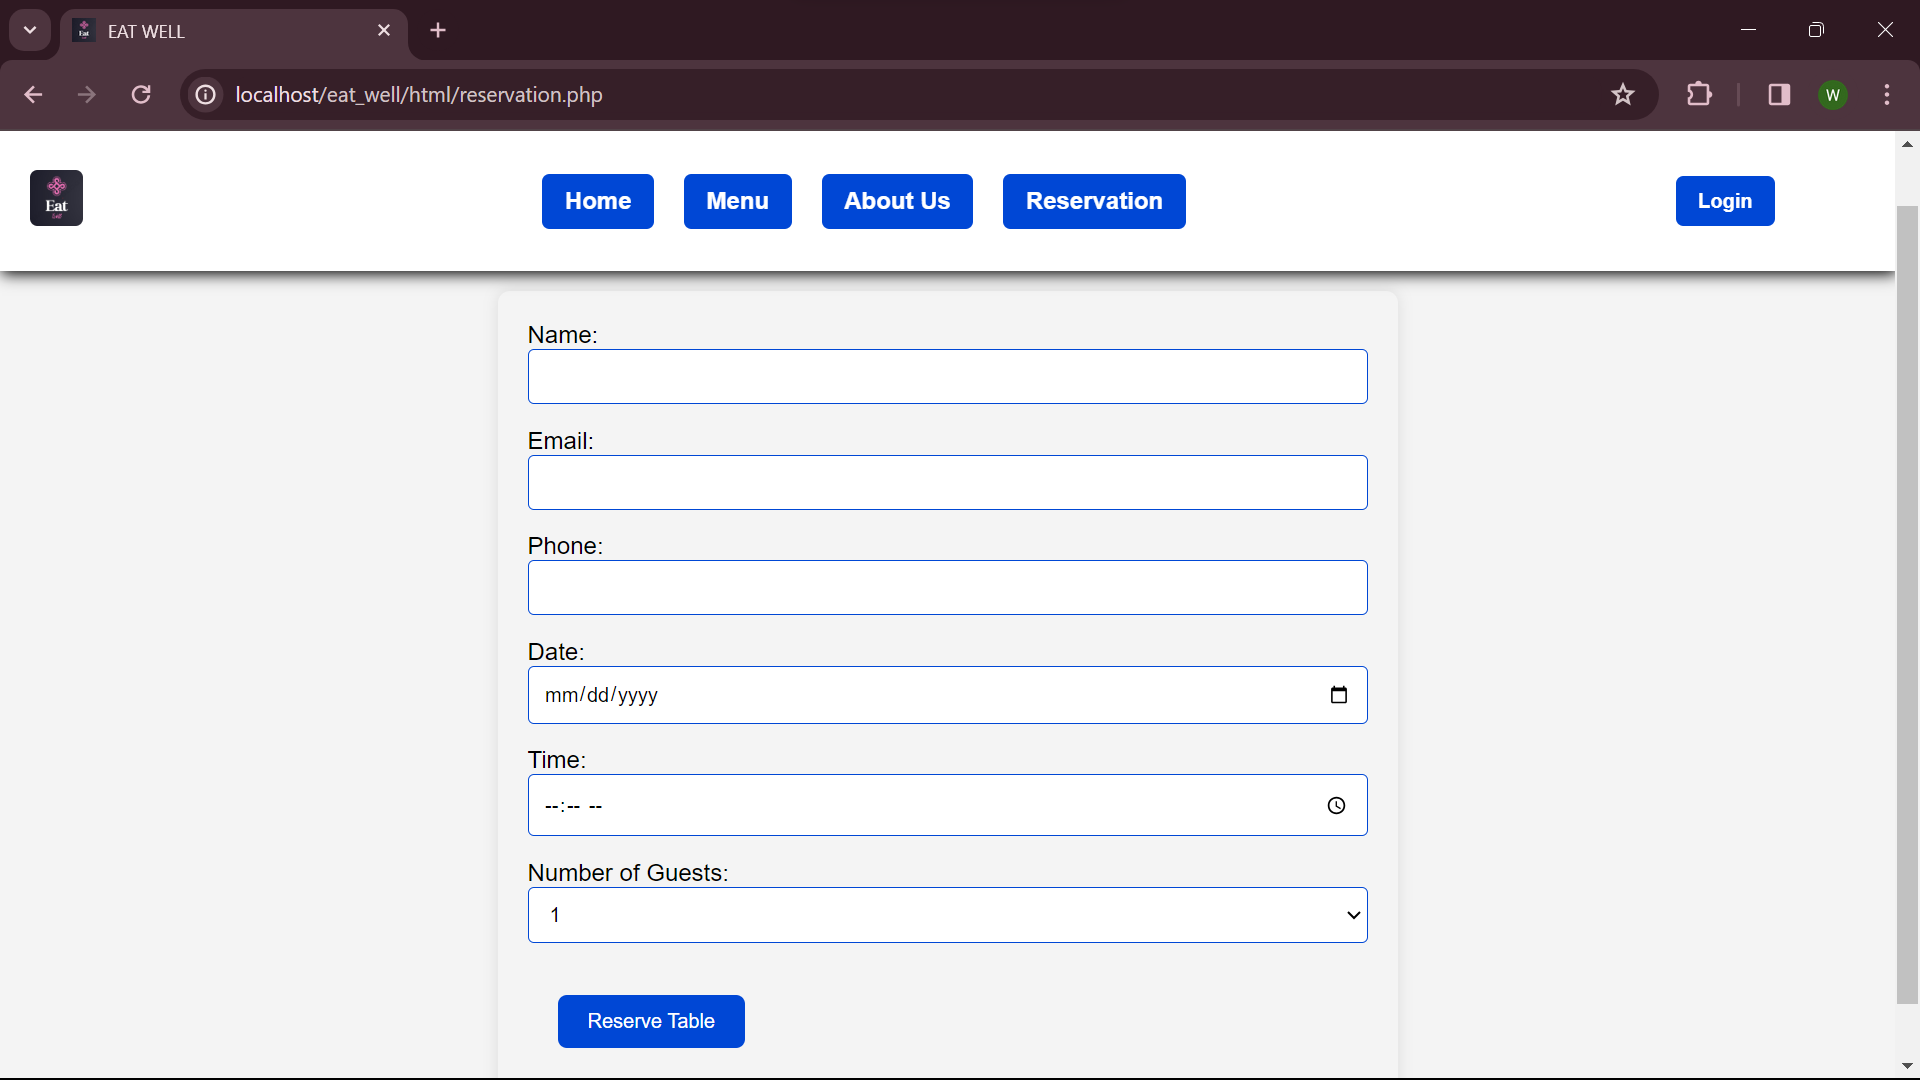 EAT WELL
localhost/eat_well/html/reservation.php
W
Eat
Home Menu About Us Reservation Login
Name:
Email:
Phone:
Date:
mm/dd/yyyy
Time:
--:-- --
Number of Guests:
1
Reserve Table